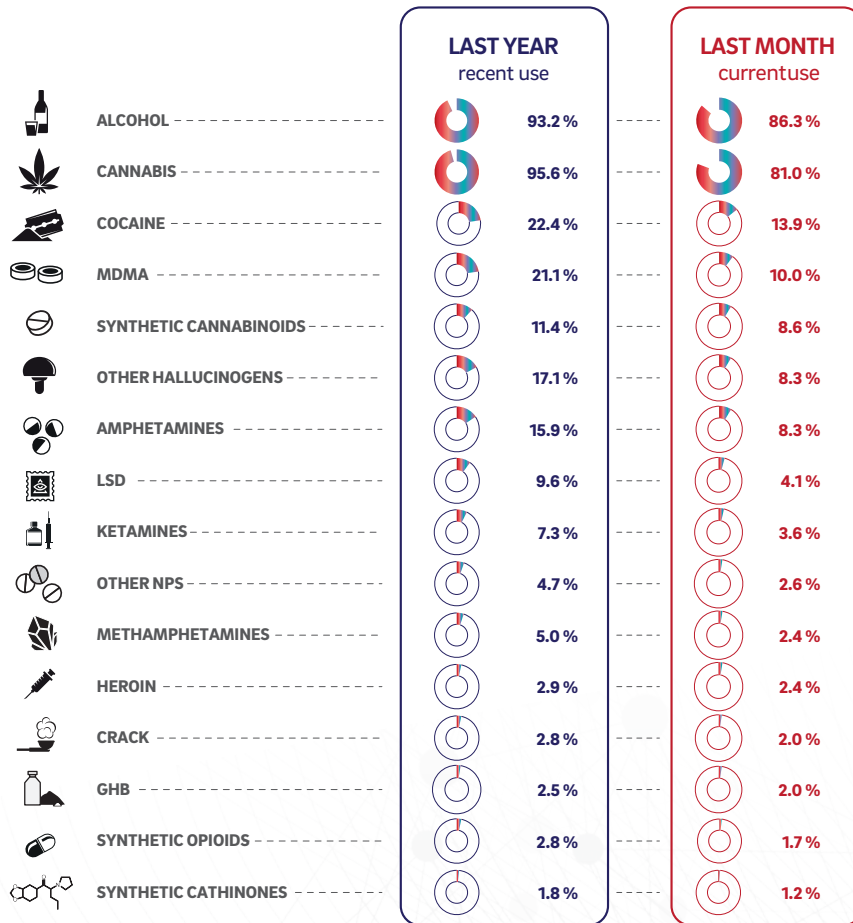 LAST YEAR LAST MONTH
recent use currentuse
ALCOHOL 93.2 % 86.3 %
CANNABIS 95.6 % 81.0 %
COCAINE 22.4 % 13.9 %
MDMA 21.1 % 10.0 %
SYNTHETIC CANNABINOIDS 11.4 % 8.6 %
OTHER HALLUCINOGENS 17.1 % 8.3 %
AMPHETAMINES 15.9 % 8.3 %
LSD 9.6 % 4.1 %
KETAMINES 7.3 % 3.6 %
OTHER NPS 4.7 % 2.6 %
METHAMPHETAMINES 5.0 % 2.4 %
HEROIN 2.9 % 2.4 %
CRACK 2.8 % 2.0 %
GHB 2.5 % 2.0 %
SYNTHETIC OPIOIDS 2.8 % 1.7 %
SYNTHETIC CATHINONES 1.8 % 1.2 %